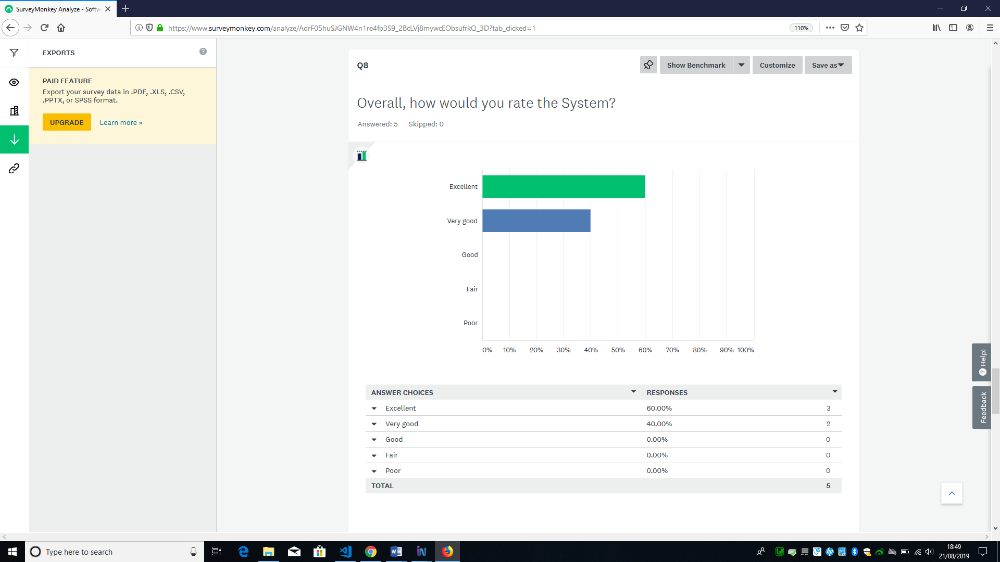 SurveyMonkey Analyze - Softw
https://www.surveymonkey.com/analyze/AdrF05huSJGNW4n1re4fp3S9_2BcLVj8mywcEObsufrkQ_3D?tab_clicked=1
110%
EXPORTS
PAID FEATURE
Export your survey data in .PDF, .XLS, .CSV,
.PPTX, or SPSS format.
UPGRADE
Learn more »
Q8
Show Benchmark
Customize
Save as
Overall, how would you rate the System?
Answered: 5 Skipped: 0
Excellent
Very good
Good
Fair
Poor
0% 10% 20% 30% 40% 50% 60% 70% 80% 90% 100%
ANSWER CHOICES RESPONSES
Excellent 60.00% 3
Very good 40.00% 2
Good 0.00% 0
Fair 0.00% 0
Poor 0.00% 0
TOTAL 5
Help!
Feedback
Type here to search
18:49
21/08/2019